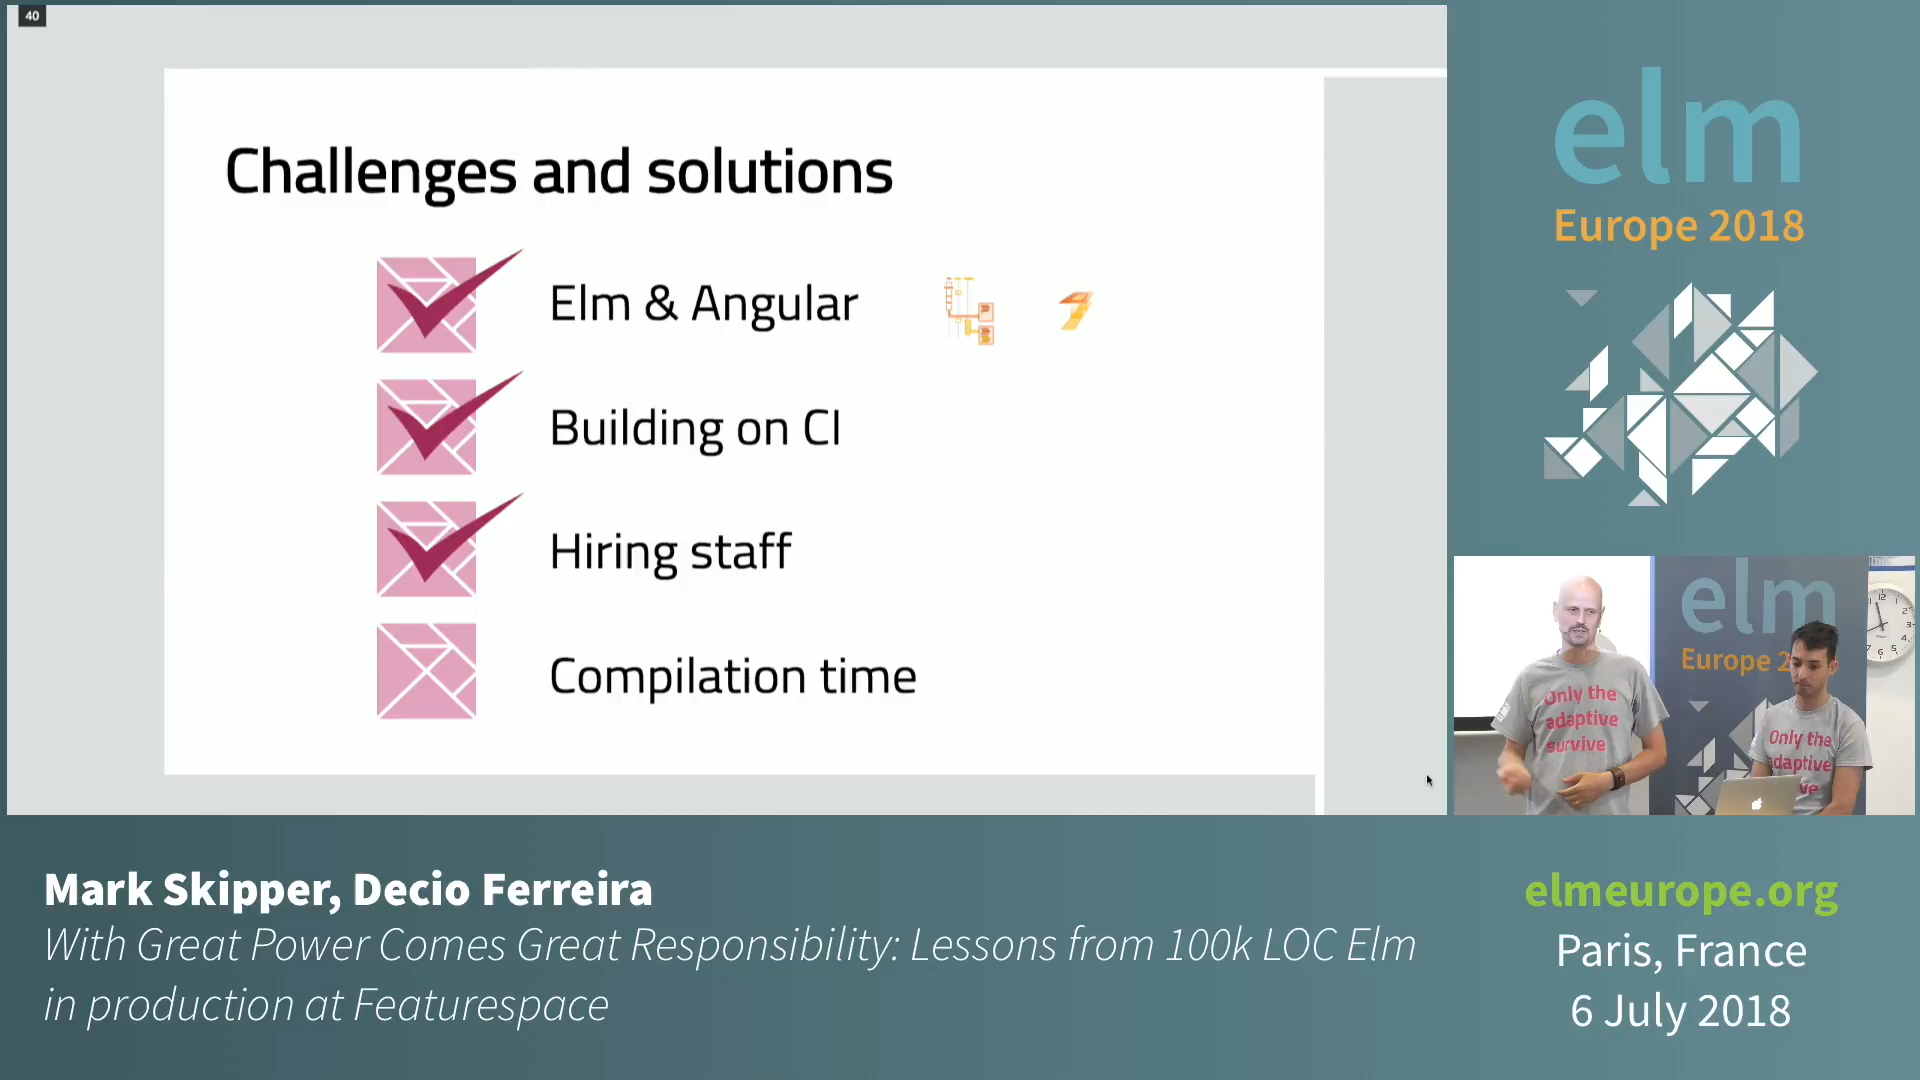 40
Challenges and solutions
Elm & Angular
Building on CI
Hiring staff
Compilation time
elm
Europe 2018
elm
Europe 2
Only the
adaptive
survive
Only the
adaptive
ve
Mark Skipper, Decio Ferreira
With Great Power Comes Great Responsibility: Lessons from 100k LOC Elm
in production at Featurespace
elmeurope.org
Paris, France
6 July 2018